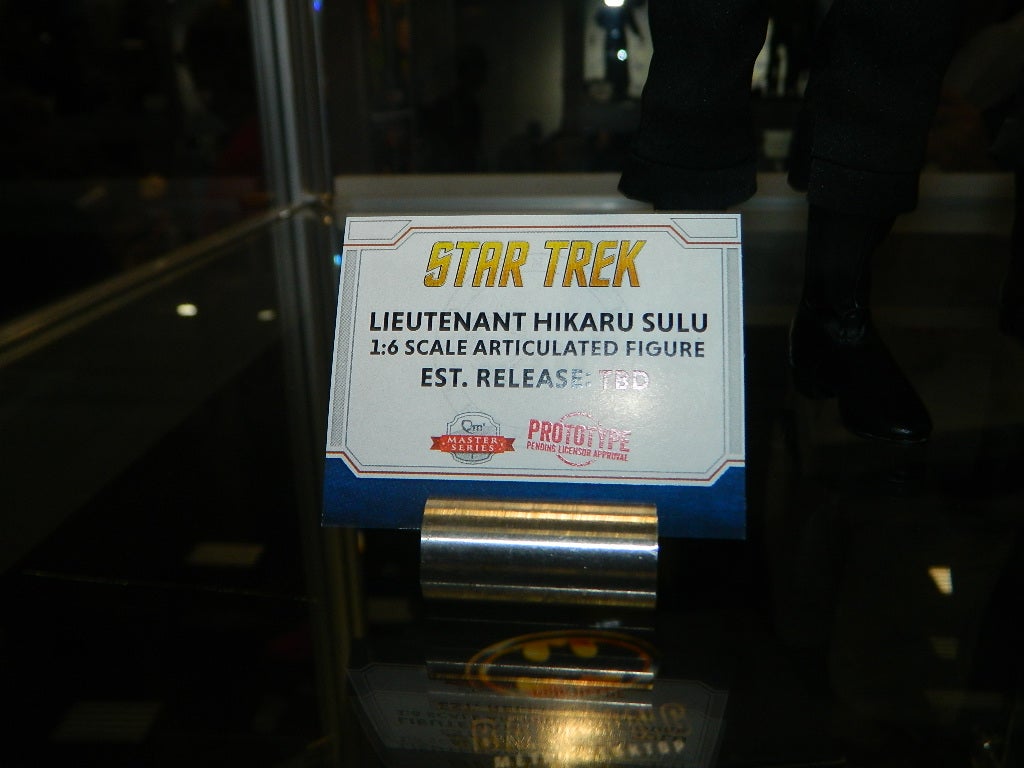 STAR TREK
LIEUTENANT HIKARU SULU
1:6 SCALE ARTICULATED FIGURE
EST. RELEASE: TBD
MASTER SERIES
PROTOTYPE
PENDING LICENSOR APPROVAL